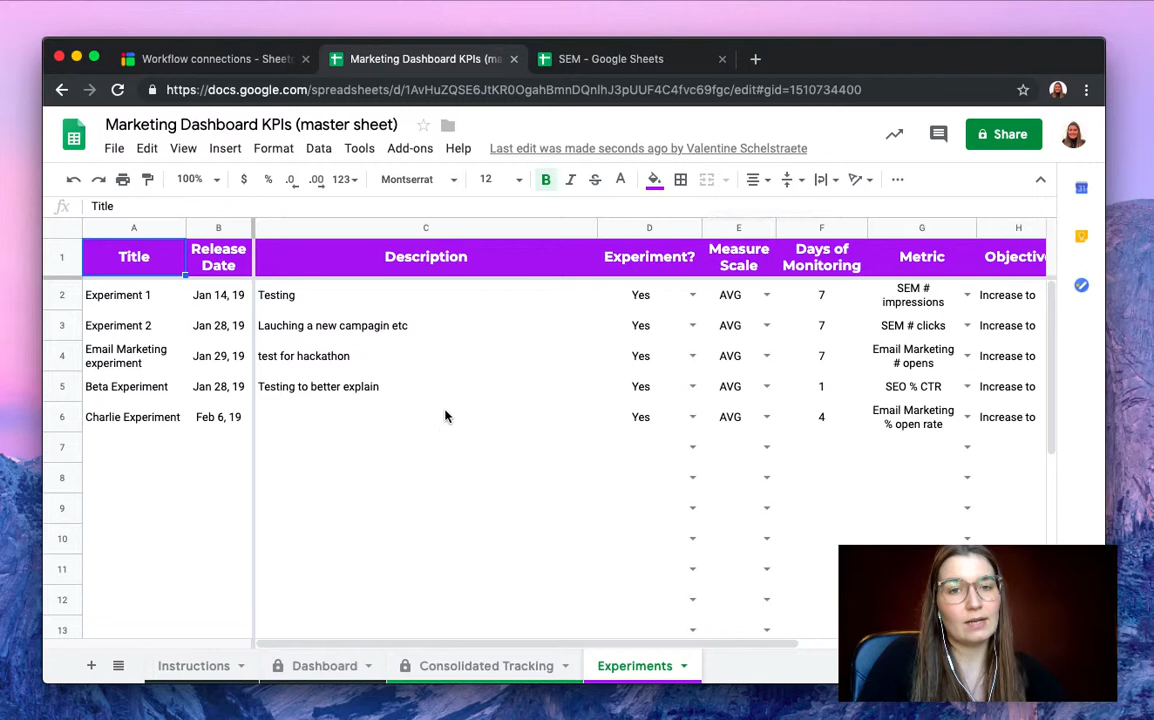 Workflow connections - Sheet
Marketing Dashboard KPIs (ma
SEM - Google Sheets
https://docs.google.com/spreadsheets/d/1AvHuZQSE6JtKR0OgahBmnDQnlhJ3pUUF4C4fvc69fgc/edit#gid=1510734400
Marketing Dashboard KPIs (master sheet)
Share
File Edit View Insert Format Data Tools Add-ons Help Last edit was made seconds ago by Valentine Schelstraete
100% $ % .0 .00 123 Montserrat 12 B I S A
fx Title
A B C D E F G H
1 Title Release Date Description Experiment? Measure Scale Days of Monitoring Metric Objectiv
2 Experiment 1 Jan 14, 19 Testing Yes AVG 7 SEM # impressions Increase to
3 Experiment 2 Jan 28, 19 Lauching a new campagin etc Yes AVG 7 SEM # clicks Increase to
4 Email Marketing experiment Jan 29, 19 test for hackathon Yes AVG 7 Email Marketing # opens Increase to
5 Beta Experiment Jan 28, 19 Testing to better explain Yes AVG 1 SEO % CTR Increase to
6 Charlie Experiment Feb 6, 19 Yes AVG 4 Email Marketing % open rate Increase to
7
8
9
10
11
12
13
Instructions Dashboard Consolidated Tracking Experiments